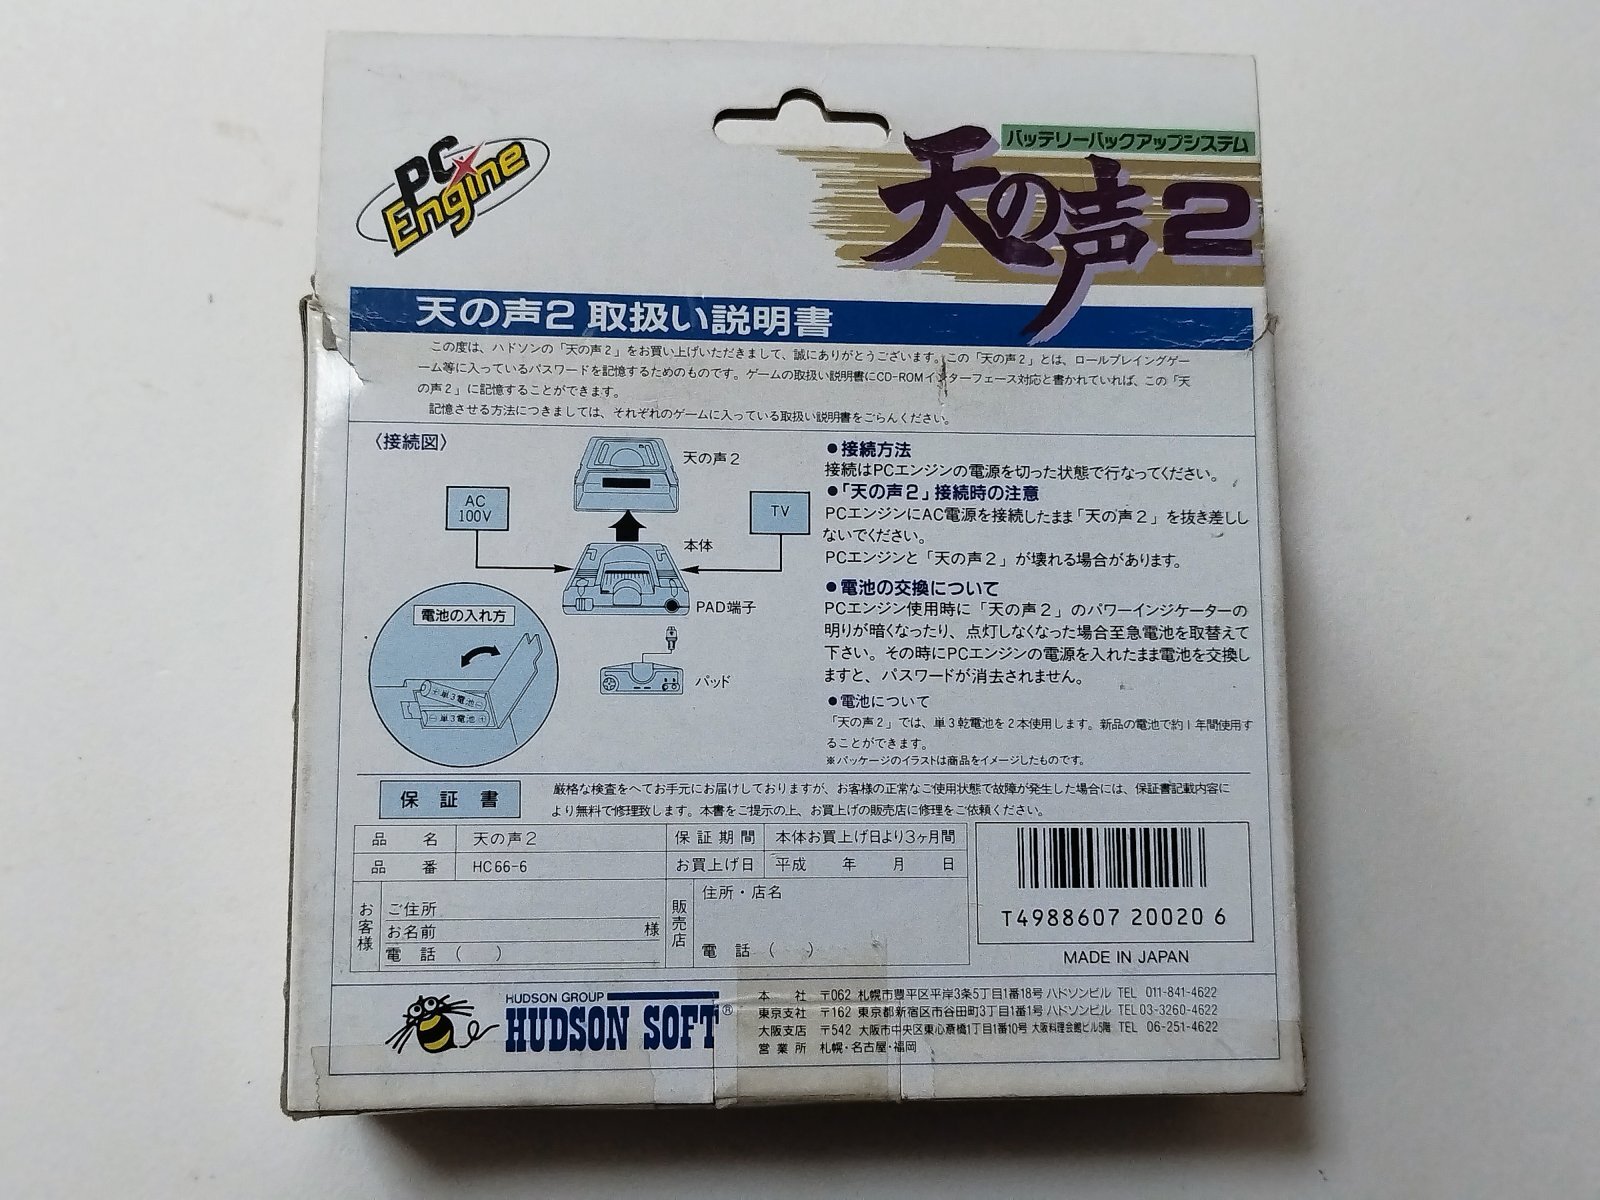 PC Engine
バッテリーバックアップシステム
天の声2
天の声2 取扱い説明書
この度は、ハドソンの「天の声2」をお買い上げいただきまして、誠にありがとうございます。この「天の声2」とは、ロールプレイングゲ
ーム等に入っているパスワードを記憶するためのものです。ゲームの取扱い説明書にCD-ROMインターフェース対応と書かれていれば、この「天
の声2」に記憶することができます。
記憶させる方法につきましては、それぞれのゲームに入っている取扱い説明書をごらんください。
〈接続図〉
天の声2
AC
100V
TV
本体
PAD端子
パッド
電池の入れ方
+単3電池-
-単3電池+
●接続方法
接続はPCエンジンの電源を切った状態で行なってください。
●「天の声2」接続時の注意
PCエンジンにAC電源を接続したまま「天の声2」を抜き差しし
ないでください。
PCエンジンと「天の声2」が壊れる場合があります。
●電池の交換について
PCエンジン使用時に「天の声2」のパワーインジケーターの
明りが暗くなったり、点灯しなくなった場合至急電池を取替えて
下さい。その時にPCエンジンの電源を入れたまま電池を交換し
ますと、パスワードが消去されません。
●電池について
「天の声2」では、単3乾電池を2本使用します。新品の電池で約1年間使用す
ることができます。
※パッケージのイラストは商品をイメージしたものです。
保証書
厳格な検査をへてお手元にお届けしておりますが、お客様の正常なご使用状態で故障が発生した場合には、保証書記載内容に
より無料で修理致します。本書をご提示の上、お買上げの販売店に修理をご依頼ください。
品名 天の声2 保証期間 本体お買上げ日より3ヶ月間
品番 HC66-6 お買上げ日 平成 年 月 日
お客様
ご住所
お名前 様
電話 ( )
販売店
住所・店名
電話 ( )
T4988607 20020 6
MADE IN JAPAN
HUDSON GROUP
HUDSON SOFT®
本社 〒062 札幌市豊平区平岸3条5丁目1番18号 ハドソンビル TEL 011-841-4622
東京支社 〒162 東京都新宿区市谷田町3丁目1番1号 ハドソンビル TEL 03-3260-4622
大阪支店 〒542 大阪市中央区東心斎橋1丁目1番10号 大阪料理会館ビル5階 TEL 06-251-4622
営業所 札幌・名古屋・福岡